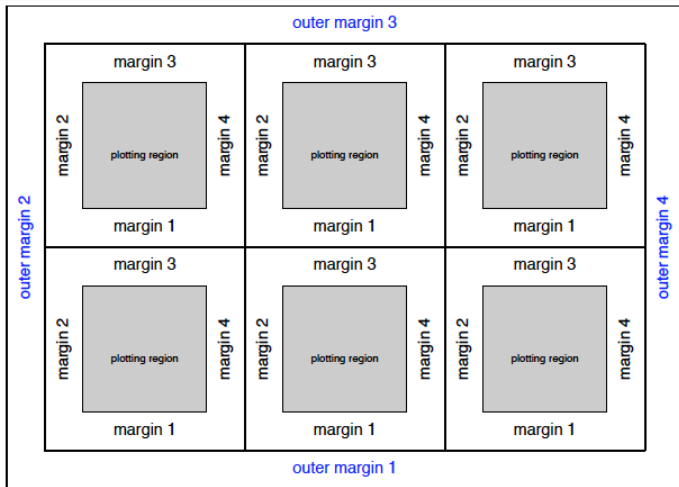 outer margin 3
margin 3 margin 3 margin 3
margin 2 plotting region margin 4 margin 2 plotting region margin 4 margin 2 plotting region margin 4
margin 1 margin 1 margin 1
outer margin 2
outer margin 4
margin 3 margin 3 margin 3
margin 2 plotting region margin 4 margin 2 plotting region margin 4 margin 2 plotting region margin 4
margin 1 margin 1 margin 1
outer margin 1